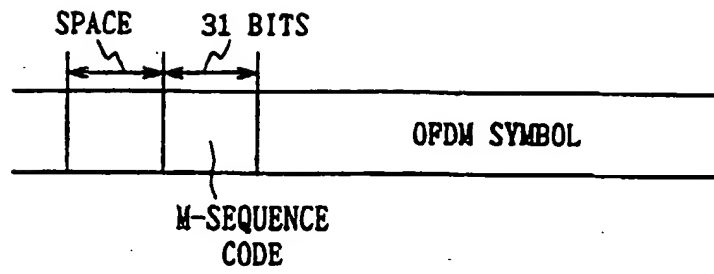 SPACE 31 BITS
OFDM SYMBOL
M-SEQUENCE
CODE